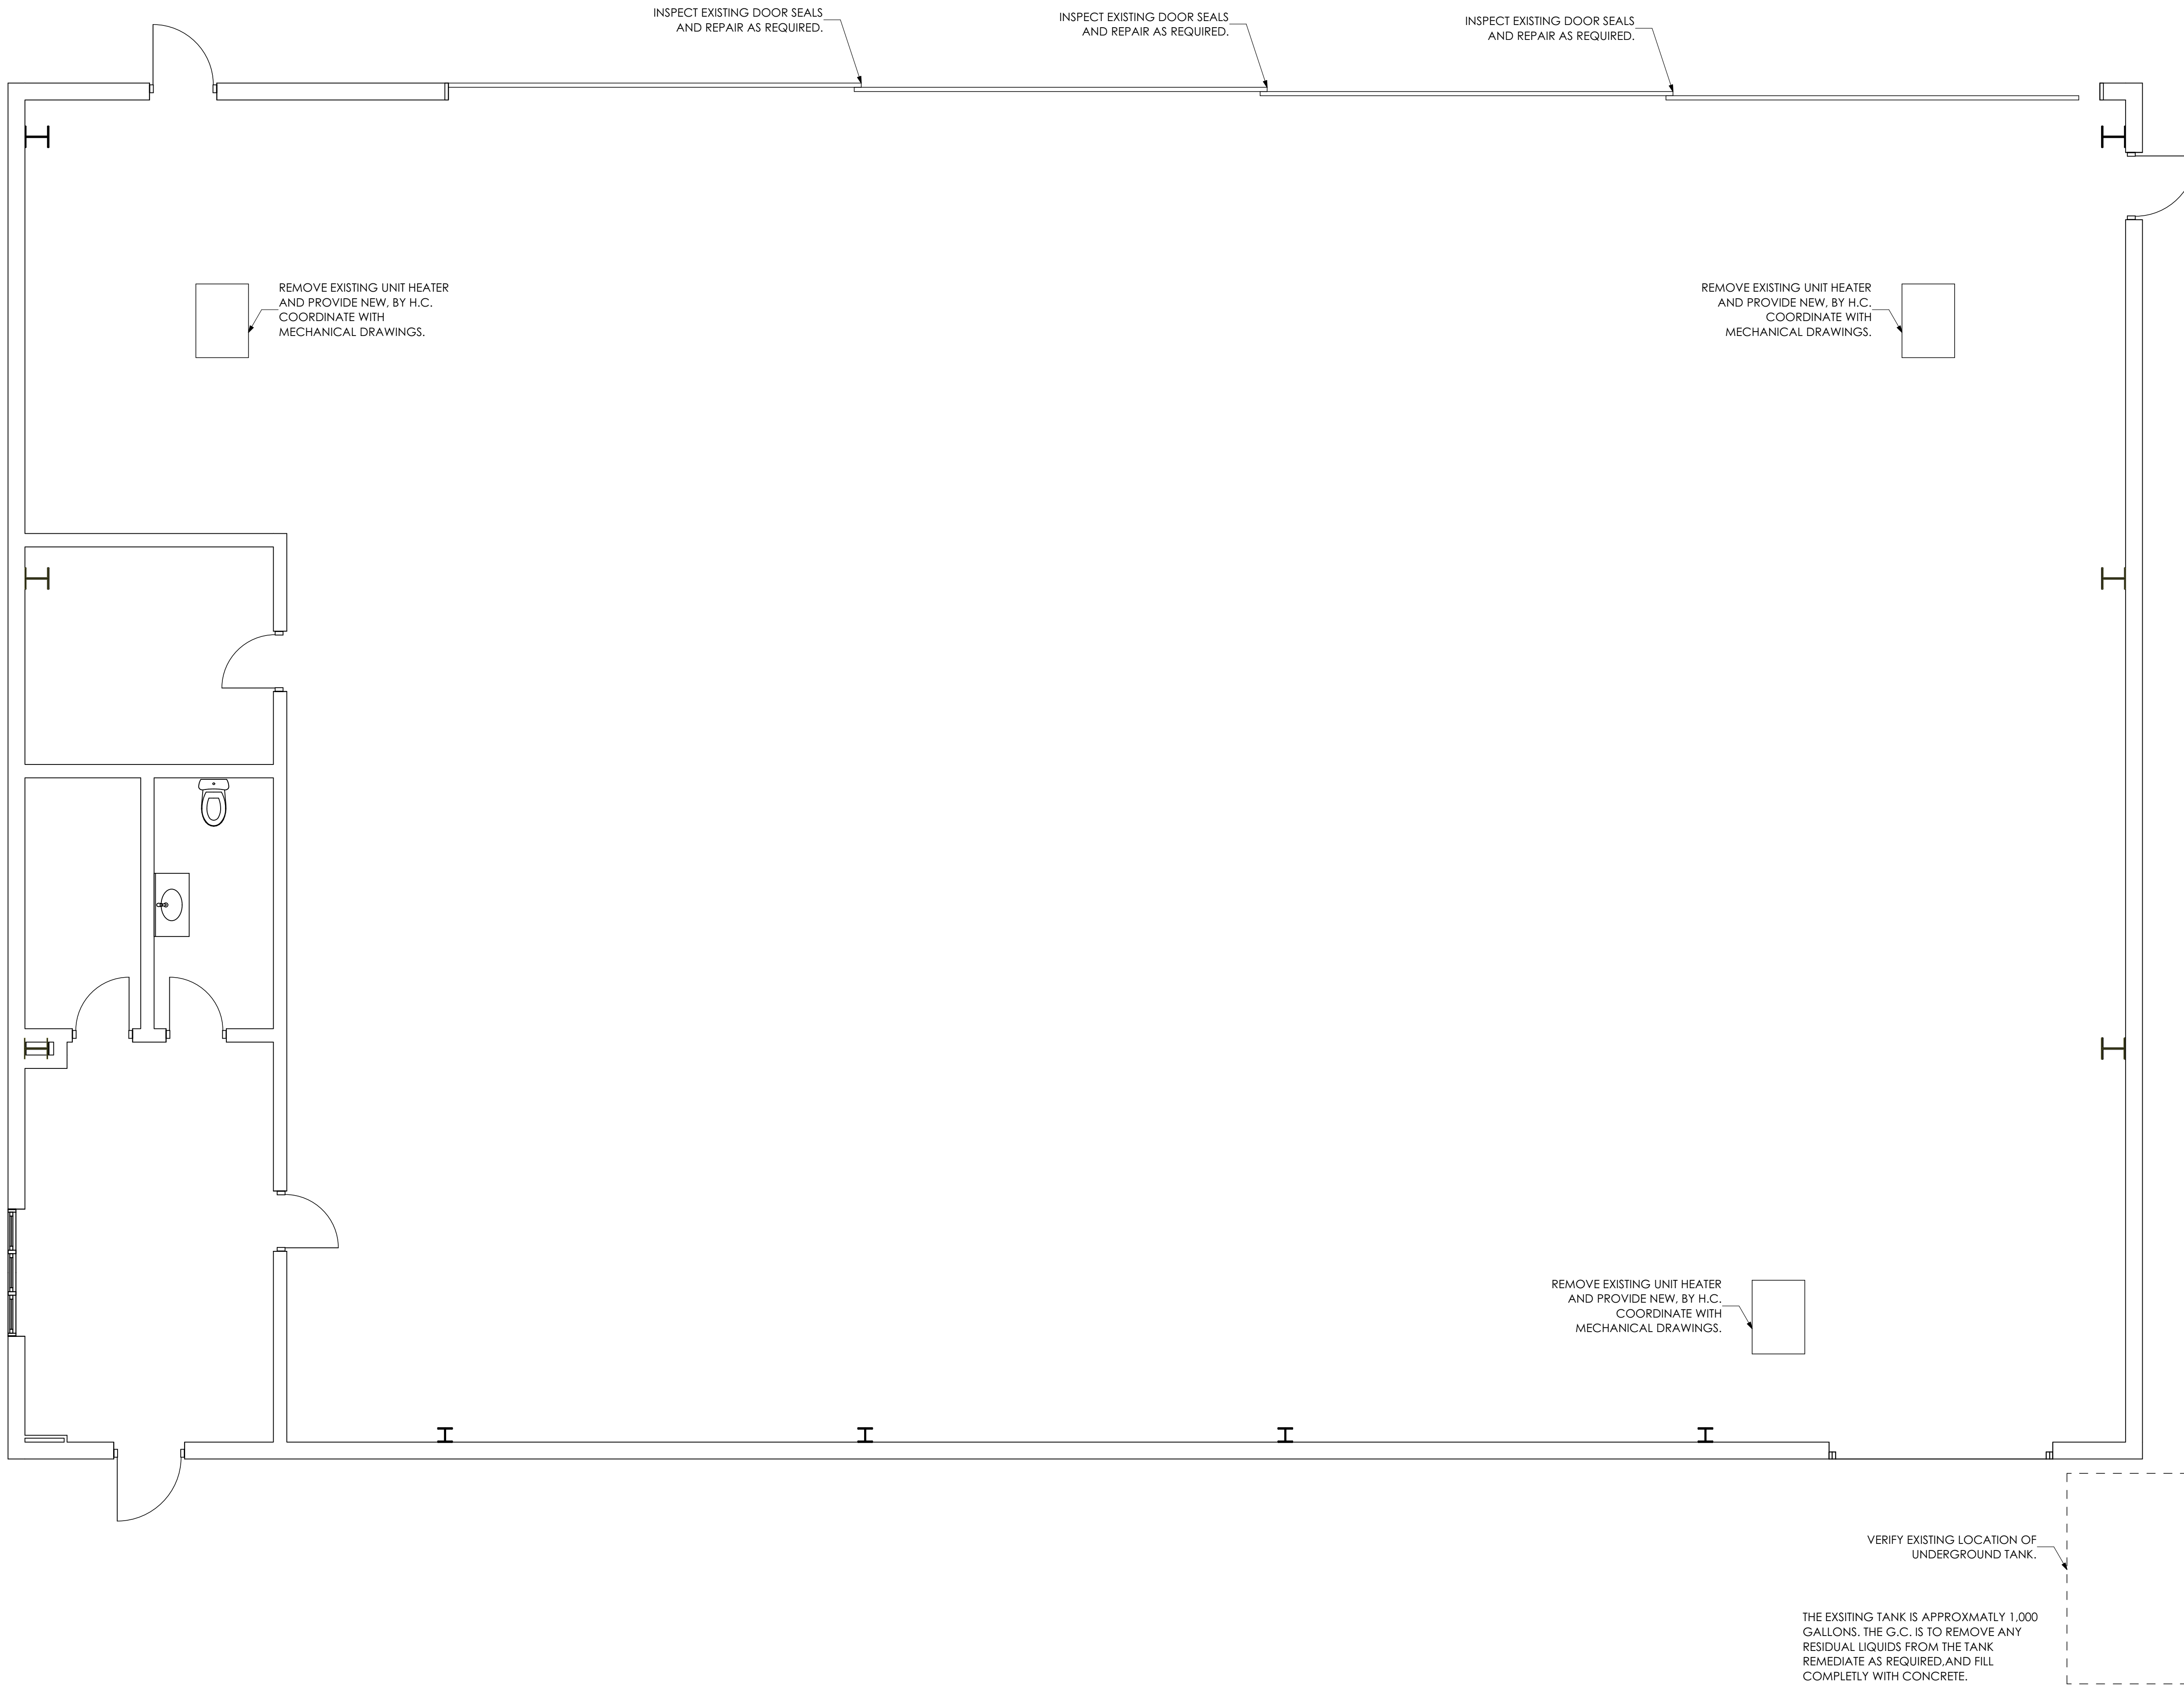 INSPECT EXISTING DOOR SEALS
AND REPAIR AS REQUIRED.
INSPECT EXISTING DOOR SEALS
AND REPAIR AS REQUIRED.
INSPECT EXISTING DOOR SEALS
AND REPAIR AS REQUIRED.
REMOVE EXISTING UNIT HEATER
AND PROVIDE NEW, BY H.C.
COORDINATE WITH
MECHANICAL DRAWINGS.
REMOVE EXISTING UNIT HEATER
AND PROVIDE NEW, BY H.C.
COORDINATE WITH
MECHANICAL DRAWINGS.
REMOVE EXISTING UNIT HEATER
AND PROVIDE NEW, BY H.C.
COORDINATE WITH
MECHANICAL DRAWINGS.
VERIFY EXISTING LOCATION OF
UNDERGROUND TANK.
THE EXSITING TANK IS APPROXMATLY 1,000
GALLONS. THE G.C. IS TO REMOVE ANY
RESIDUAL LIQUIDS FROM THE TANK
REMEDIATE AS REQUIRED,AND FILL
COMPLETLY WITH CONCRETE.